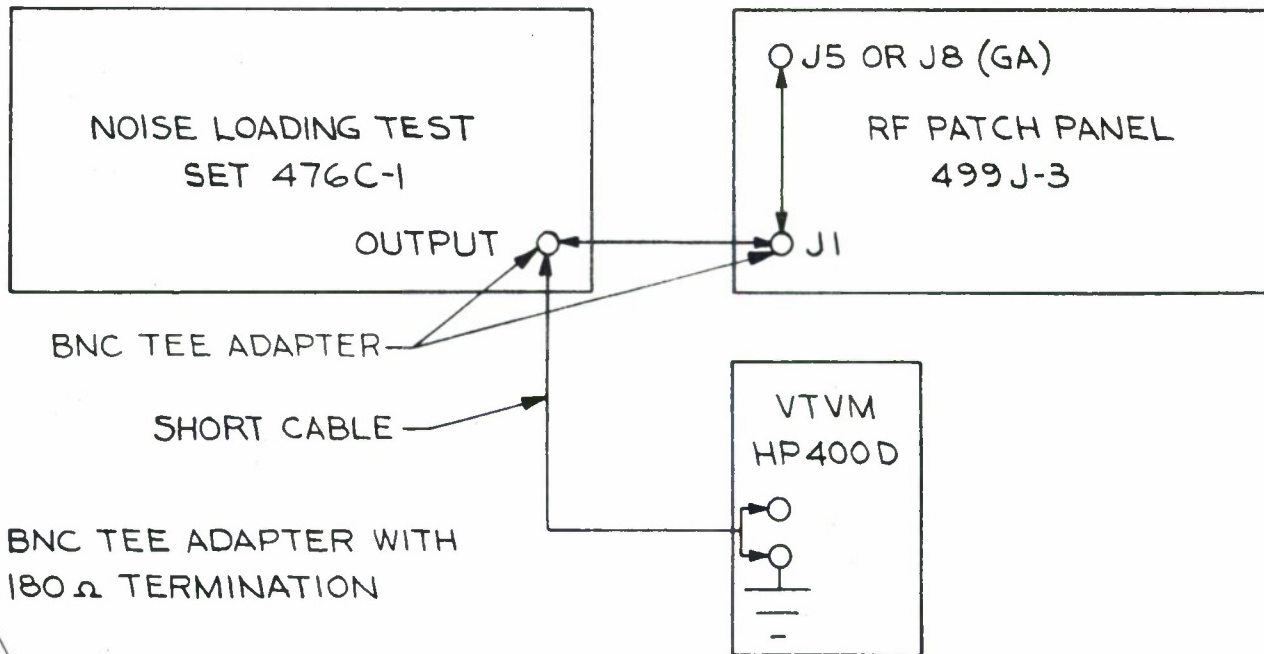 NOISE LOADING TEST
SET 476C-1
OUTPUT
J5 OR J8 (GA)
RF PATCH PANEL
499J-3
J1
BNC TEE ADAPTER
SHORT CABLE
VTVM
HP400D
BNC TEE ADAPTER WITH
180 Ω TERMINATION